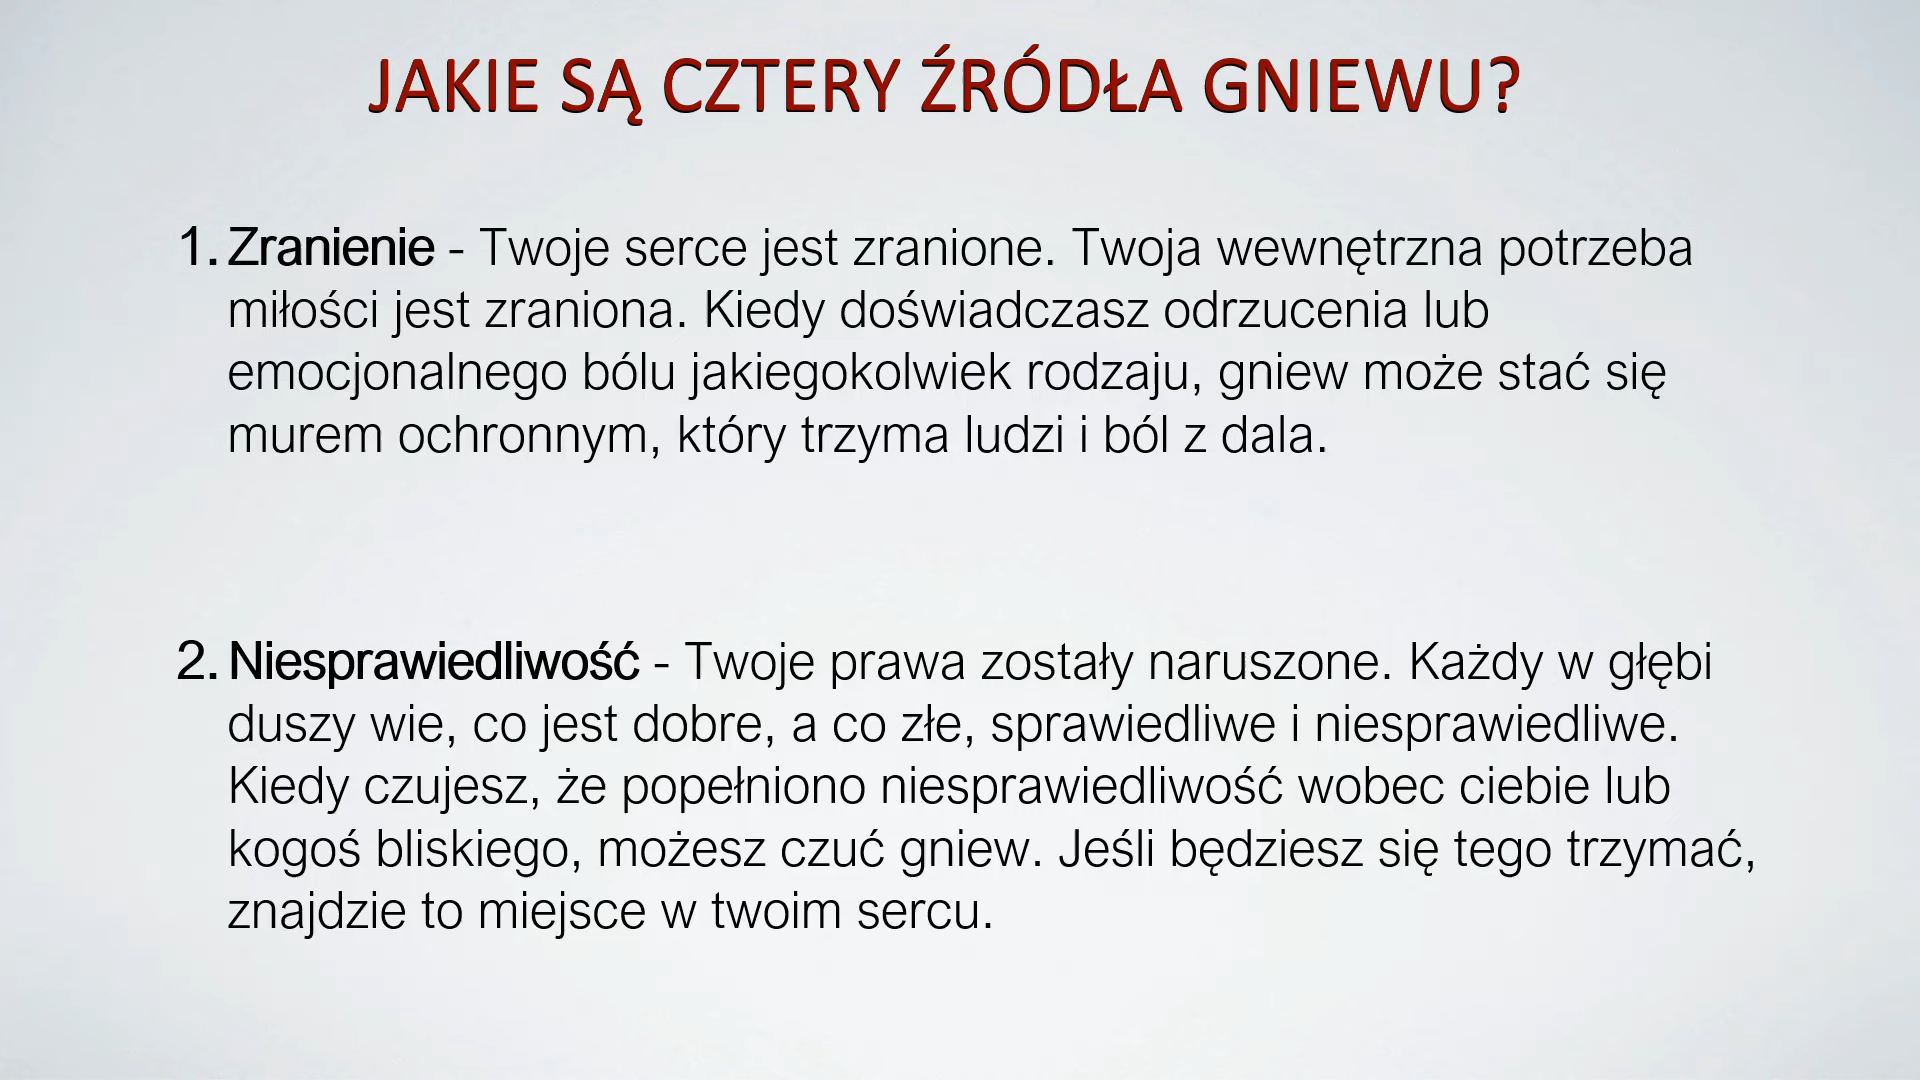 JAKIE SĄ CZTERY ŹRÓDŁA GNIEWU?
1. Zranienie - Twoje serce jest zranione. Twoja wewnętrzna potrzeba
miłości jest zraniona. Kiedy doświadczasz odrzucenia lub
emocjonalnego bólu jakiegokolwiek rodzaju, gniew może stać się
murem ochronnym, który trzyma ludzi i ból z dala.
2. Niesprawiedliwość - Twoje prawa zostały naruszone. Każdy w głębi
duszy wie, co jest dobre, a co złe, sprawiedliwe i niesprawiedliwe.
Kiedy czujesz, że popełniono niesprawiedliwość wobec ciebie lub
kogoś bliskiego, możesz czuć gniew. Jeśli będziesz się tego trzymać,
znajdzie to miejsce w twoim sercu.